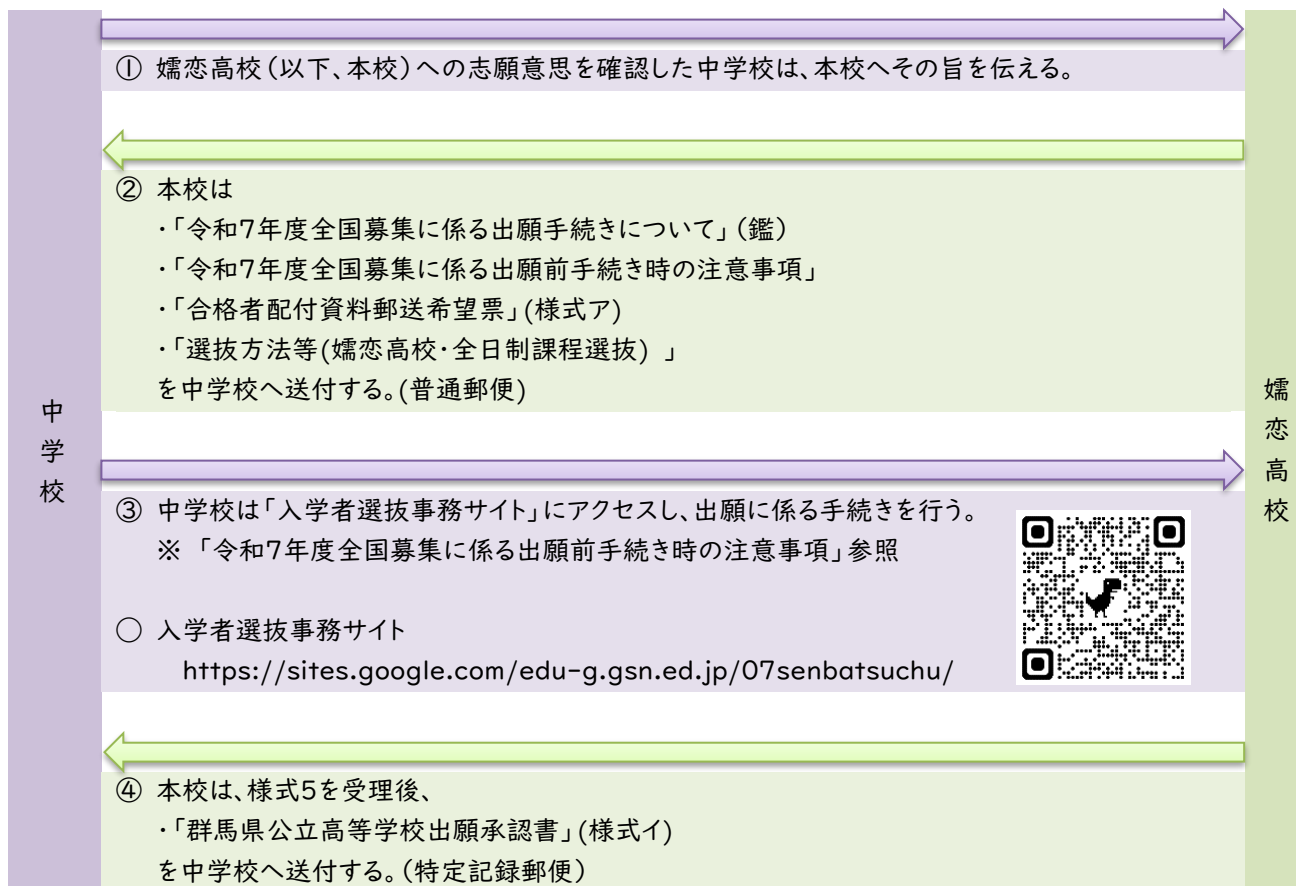 ① 嬬恋高校（以下、本校）への志願意思を確認した中学校は、本校へその旨を伝える。
② 本校は
・「令和7年度全国募集に係る出願手続きについて」（鑑）
・「令和7年度全国募集に係る出願前手続き時の注意事項」
・「合格者配付資料郵送希望票」(様式ア)
・「選抜方法等(嬬恋高校・全日制課程選抜) 」
を中学校へ送付する。(普通郵便)
中学校
嬬恋高校
③ 中学校は「入学者選抜事務サイト」にアクセスし、出願に係る手続きを行う。
※ 「令和7年度全国募集に係る出願前手続き時の注意事項」参照
○ 入学者選抜事務サイト
https://sites.google.com/edu-g.gsn.ed.jp/07senbatsuchu/
④ 本校は、様式5を受理後、
・「群馬県公立高等学校出願承認書」(様式イ)
を中学校へ送付する。（特定記録郵便）